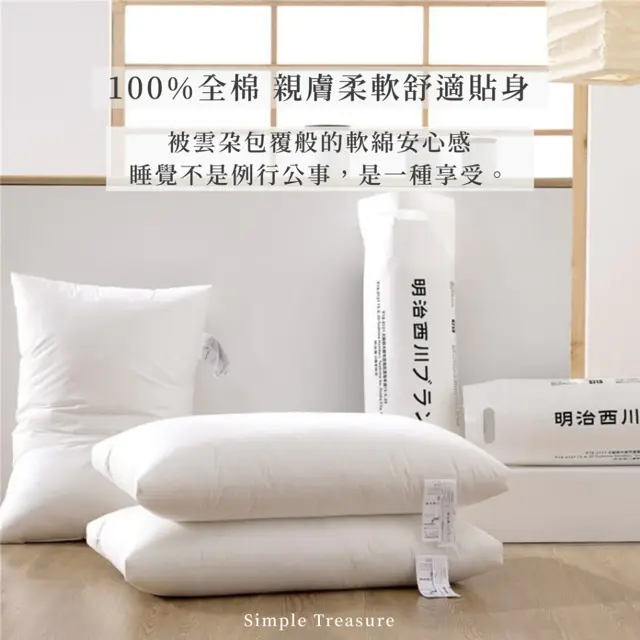 100%全棉 親膚柔軟舒適貼身
被雲朶包覆般的軟綿安心感
睡覺不是例行公事，是一種享受。
明治西川ブラン
明治西川
Simple Treasure